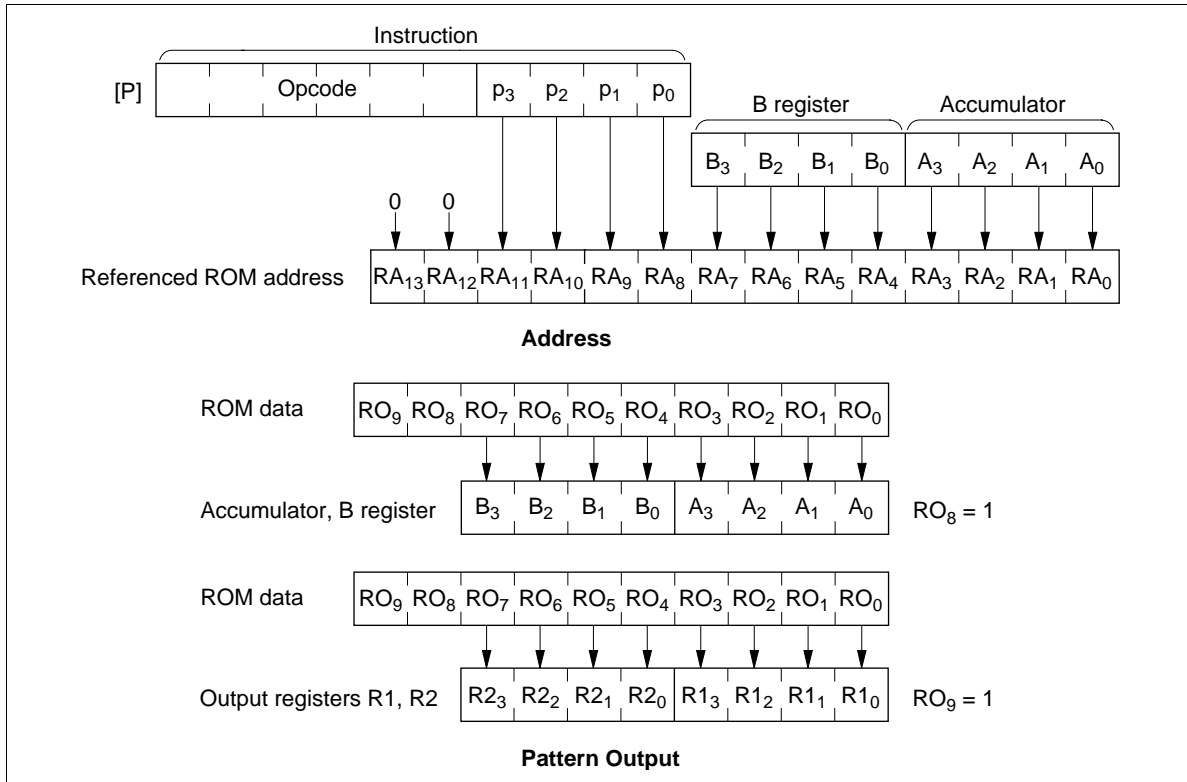 Instruction
[P] Opcode p3 p2 p1 p0
B register Accumulator
B3 B2 B1 B0 A3 A2 A1 A0
0 0
Referenced ROM address RA13 RA12 RA11 RA10 RA9 RA8 RA7 RA6 RA5 RA4 RA3 RA2 RA1 RA0
Address
ROM data RO9 RO8 RO7 RO6 RO5 RO4 RO3 RO2 RO1 RO0
Accumulator, B register B3 B2 B1 B0 A3 A2 A1 A0 RO8 = 1
ROM data RO9 RO8 RO7 RO6 RO5 RO4 RO3 RO2 RO1 RO0
Output registers R1, R2 R23 R22 R21 R20 R13 R12 R11 R10 RO9 = 1
Pattern Output